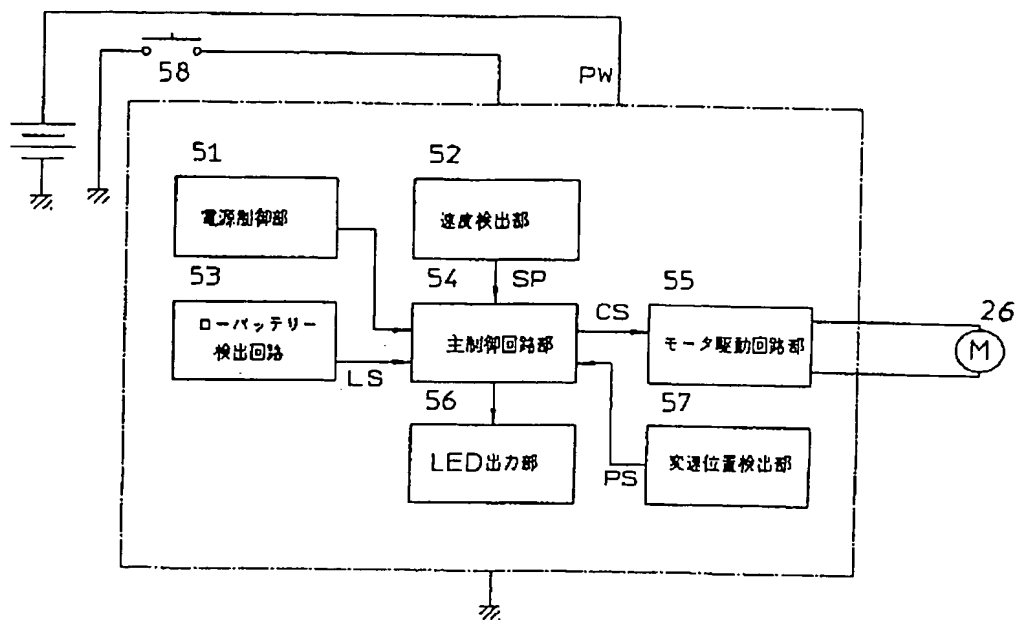 58
PW
51
電源制御部
52
速度検出部
53
ローバッテリー
検出回路
54
SP
主制御回路部
CS
55
モータ駆動回路部
26
M
LS
56
LED出力部
57
PS
変速位置検出部